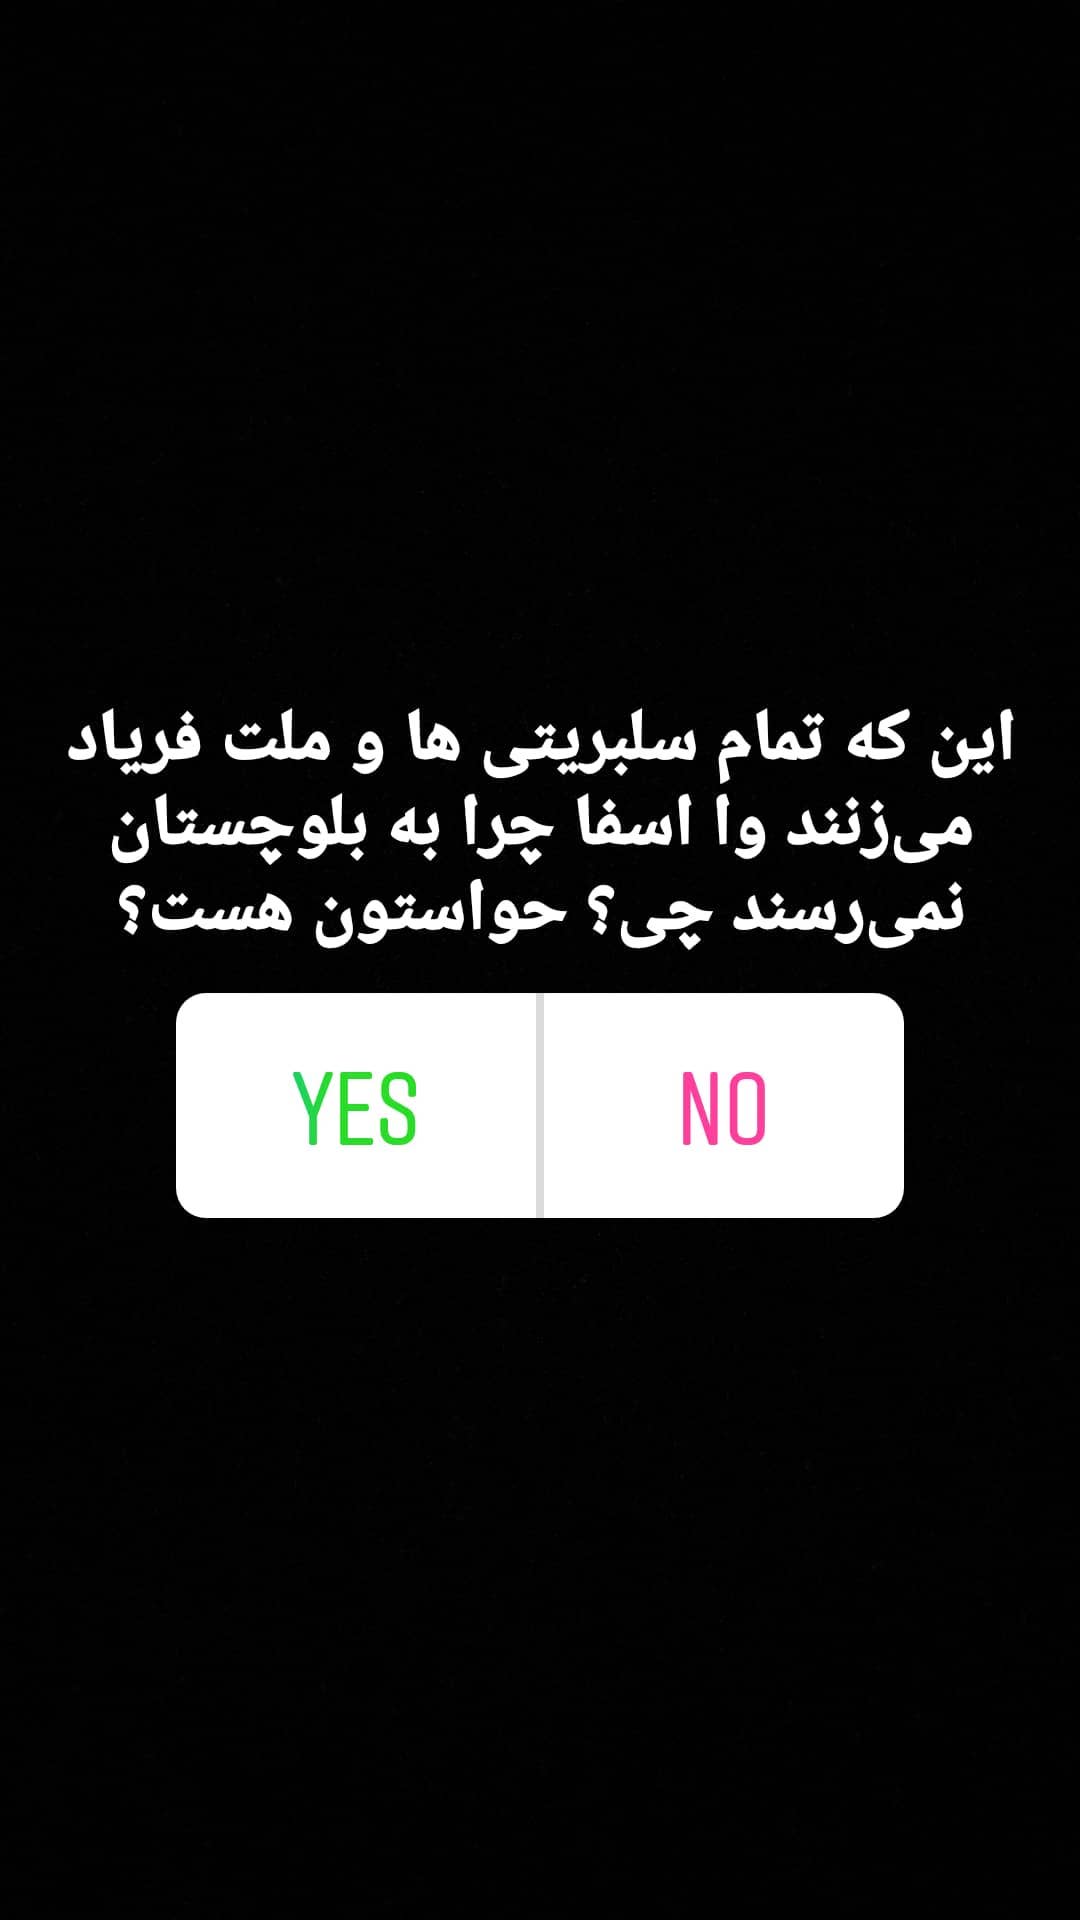 این که تمام سلبریتی ها و ملت فریاد
می‌زنند وا اسفا چرا به بلوچستان
نمی‌رسند چی؟ حواستون هست؟
YES NO